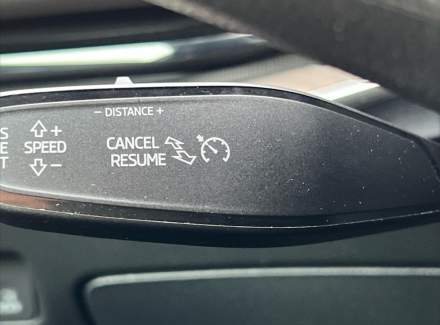 - DISTANCE +
S
E
T
+
SPEED
-
CANCEL
RESUME